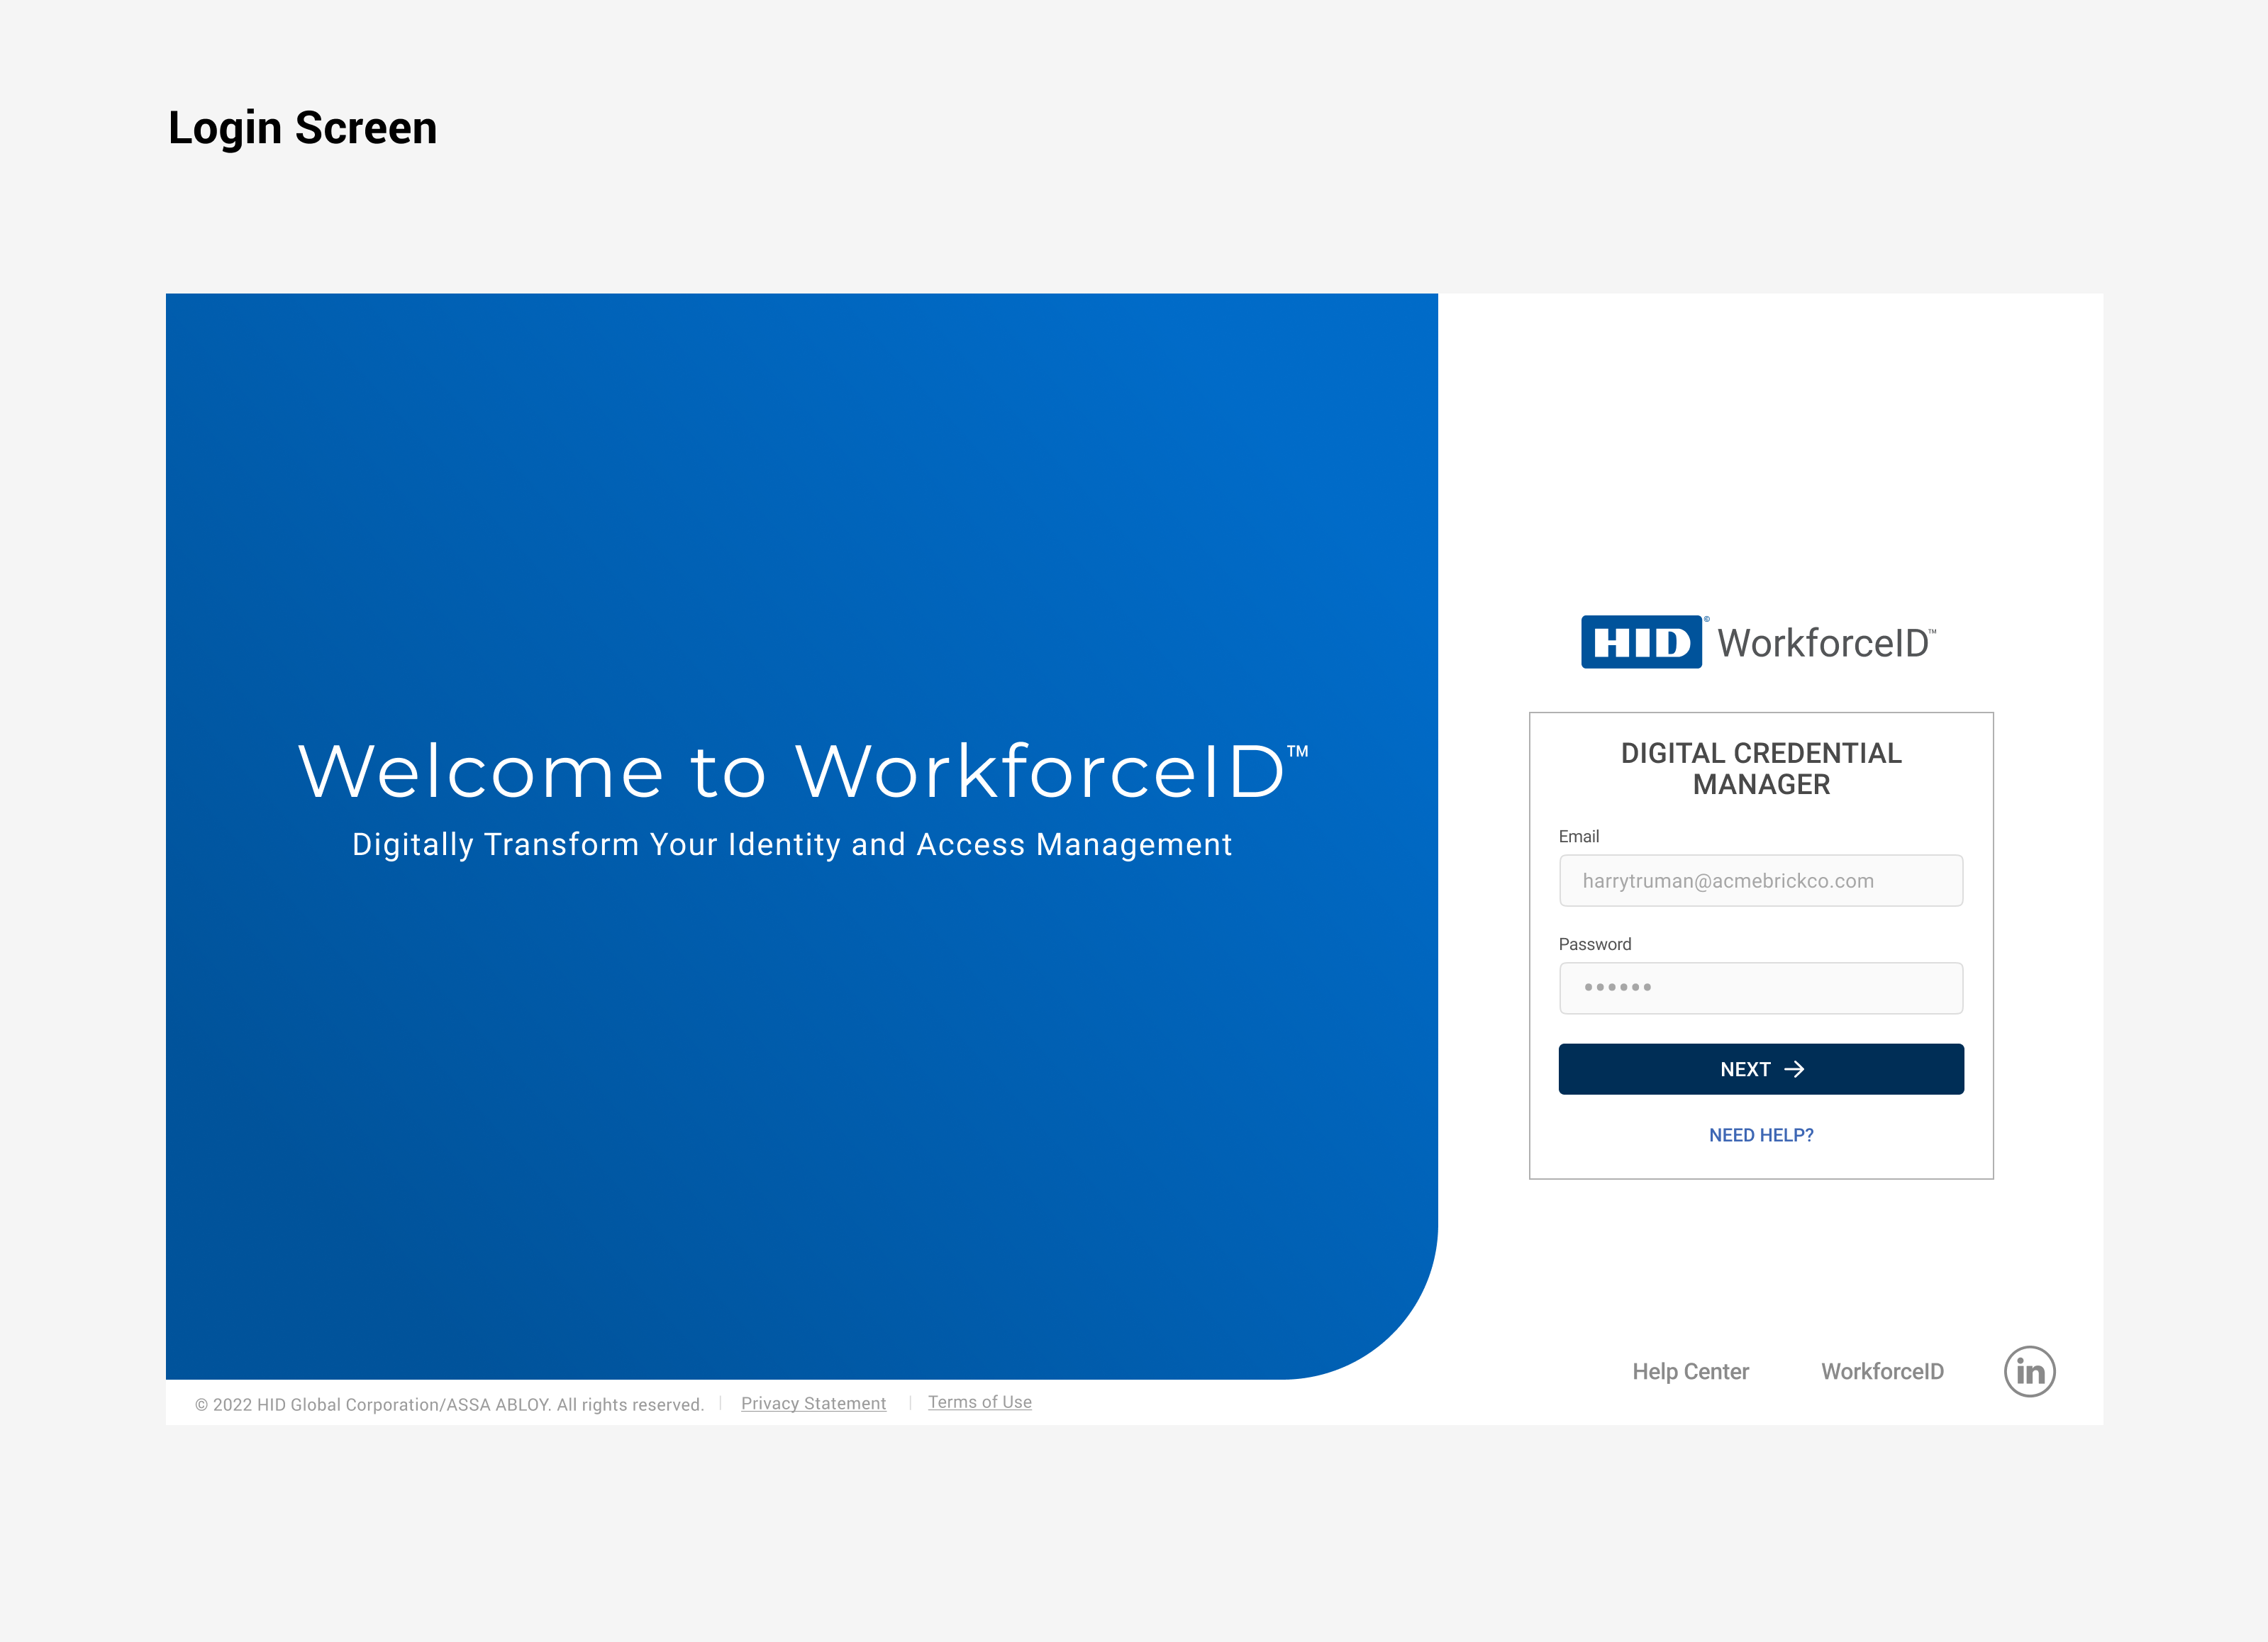 Login Screen
Welcome to WorkforceID™
Digitally Transform Your Identity and Access Management
HID© WorkforceID™
DIGITAL CREDENTIAL
MANAGER
Email
harrytruman@acmebrickco.com
Password
NEXT →
NEED HELP?
Help Center WorkforceID in
© 2022 HID Global Corporation/ASSA ABLOY. All rights reserved. | Privacy Statement | Terms of Use